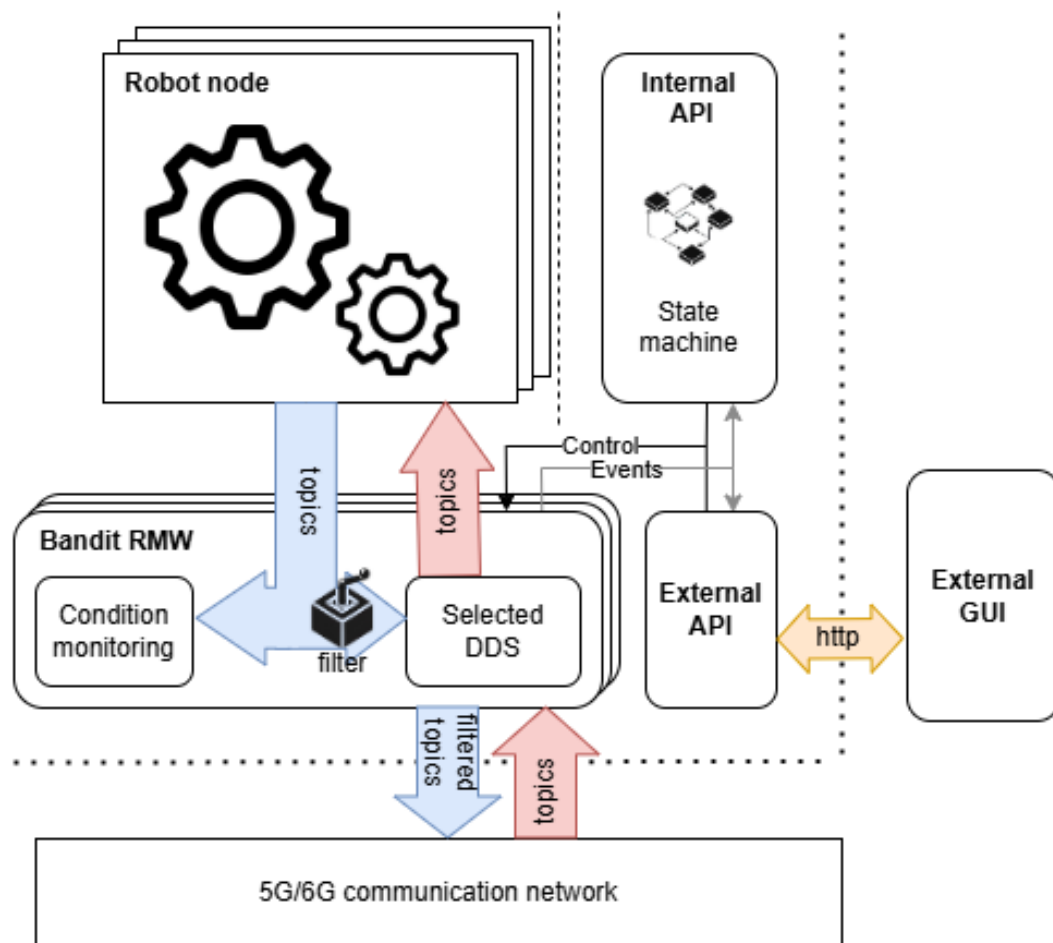 Robot node
Internal
API
State
machine
topics
topics
Control
Events
Bandit RMW
Condition
monitoring
filter
Selected
DDS
External
API
http
External
GUI
filtered
topics
topics
5G/6G communication network